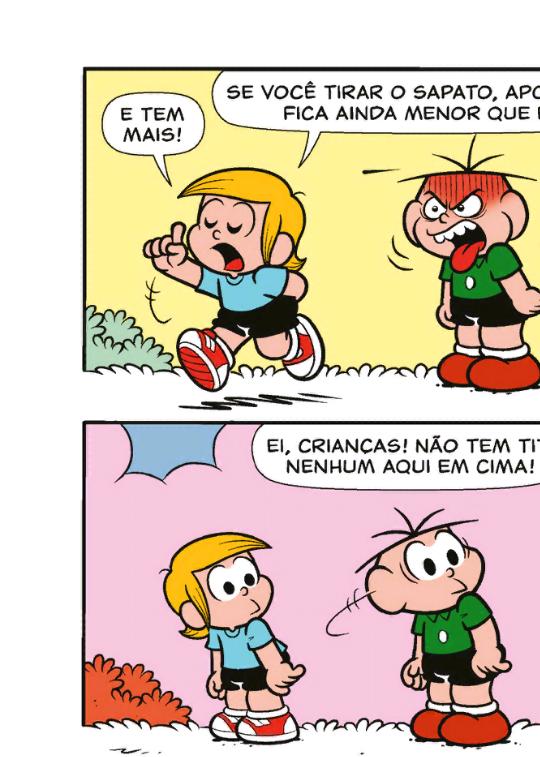 E TEM
MAIS!
SE VOCÊ TIRAR O SAPATO,
FICA AINDA MENOR QUE
EI, CRIANÇAS! NÃO TEM
NENHUM AQUI EM CIMA!